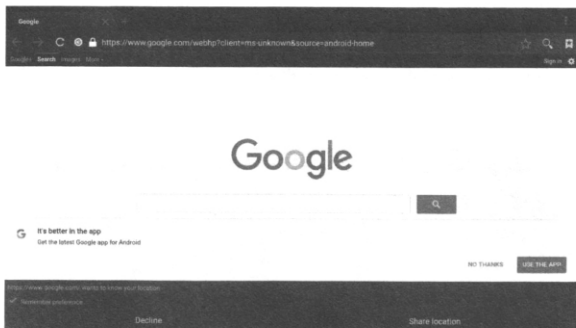 Google
https://www.google.com/webhp?client=ms-unknown&source=android-home
Search Images More
Sign in
Google
It's better in the app
Get the latest Google app for Android
NO THANKS
USE THE APP
https://www.google.com/ wants to know your location
Remember preference
Decline
Share location